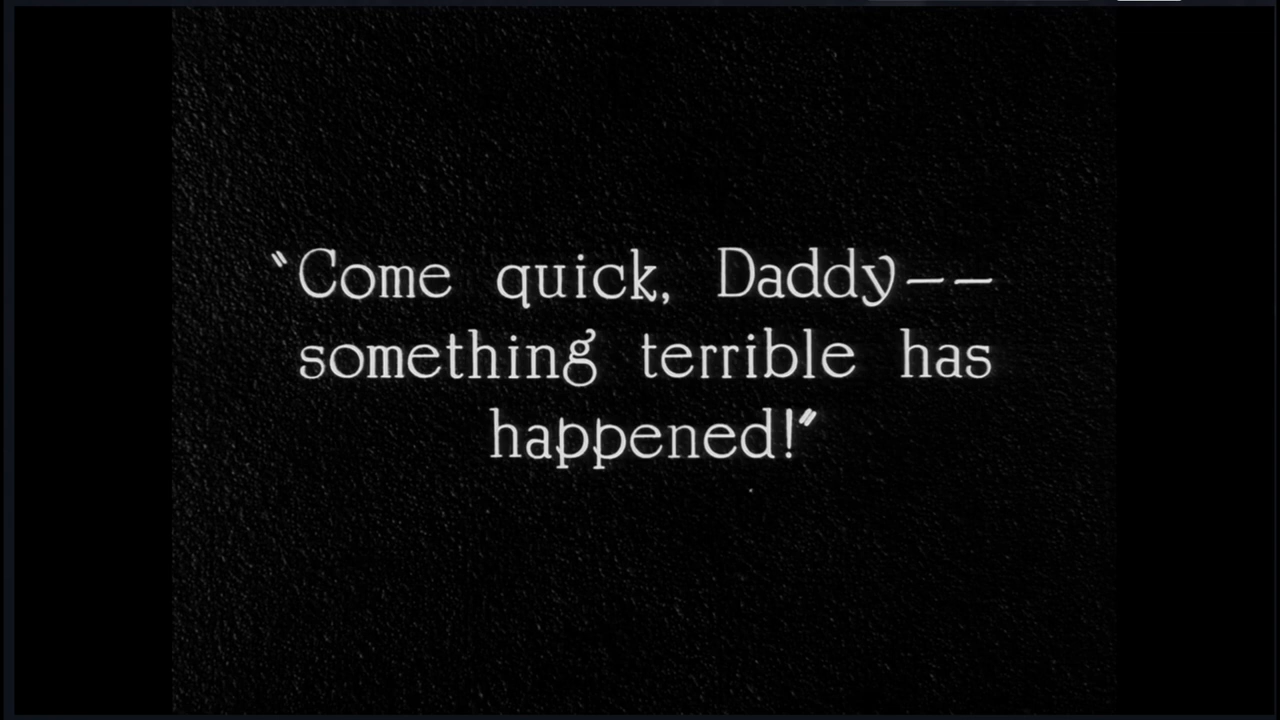 “Come quick, Daddy--
something terrible has
happened!”